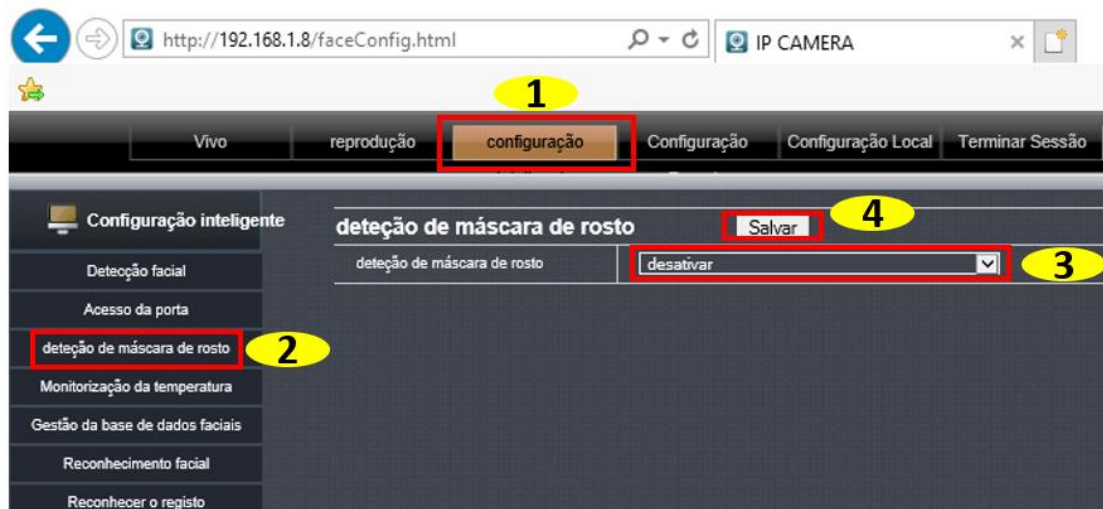 http://192.168.1.8/faceConfig.html
IP CAMERA
1
Vivo
reprodução
configuração
Configuração
Configuração Local
Terminar Sessão
Configuração inteligente
deteção de máscara de rosto
Salvar
4
Detecção facial
deteção de máscara de rosto
desativar
3
Acesso da porta
deteção de máscara de rosto
2
Monitorização da temperatura
Gestão da base de dados faciais
Reconhecimento facial
Reconhecer o registo